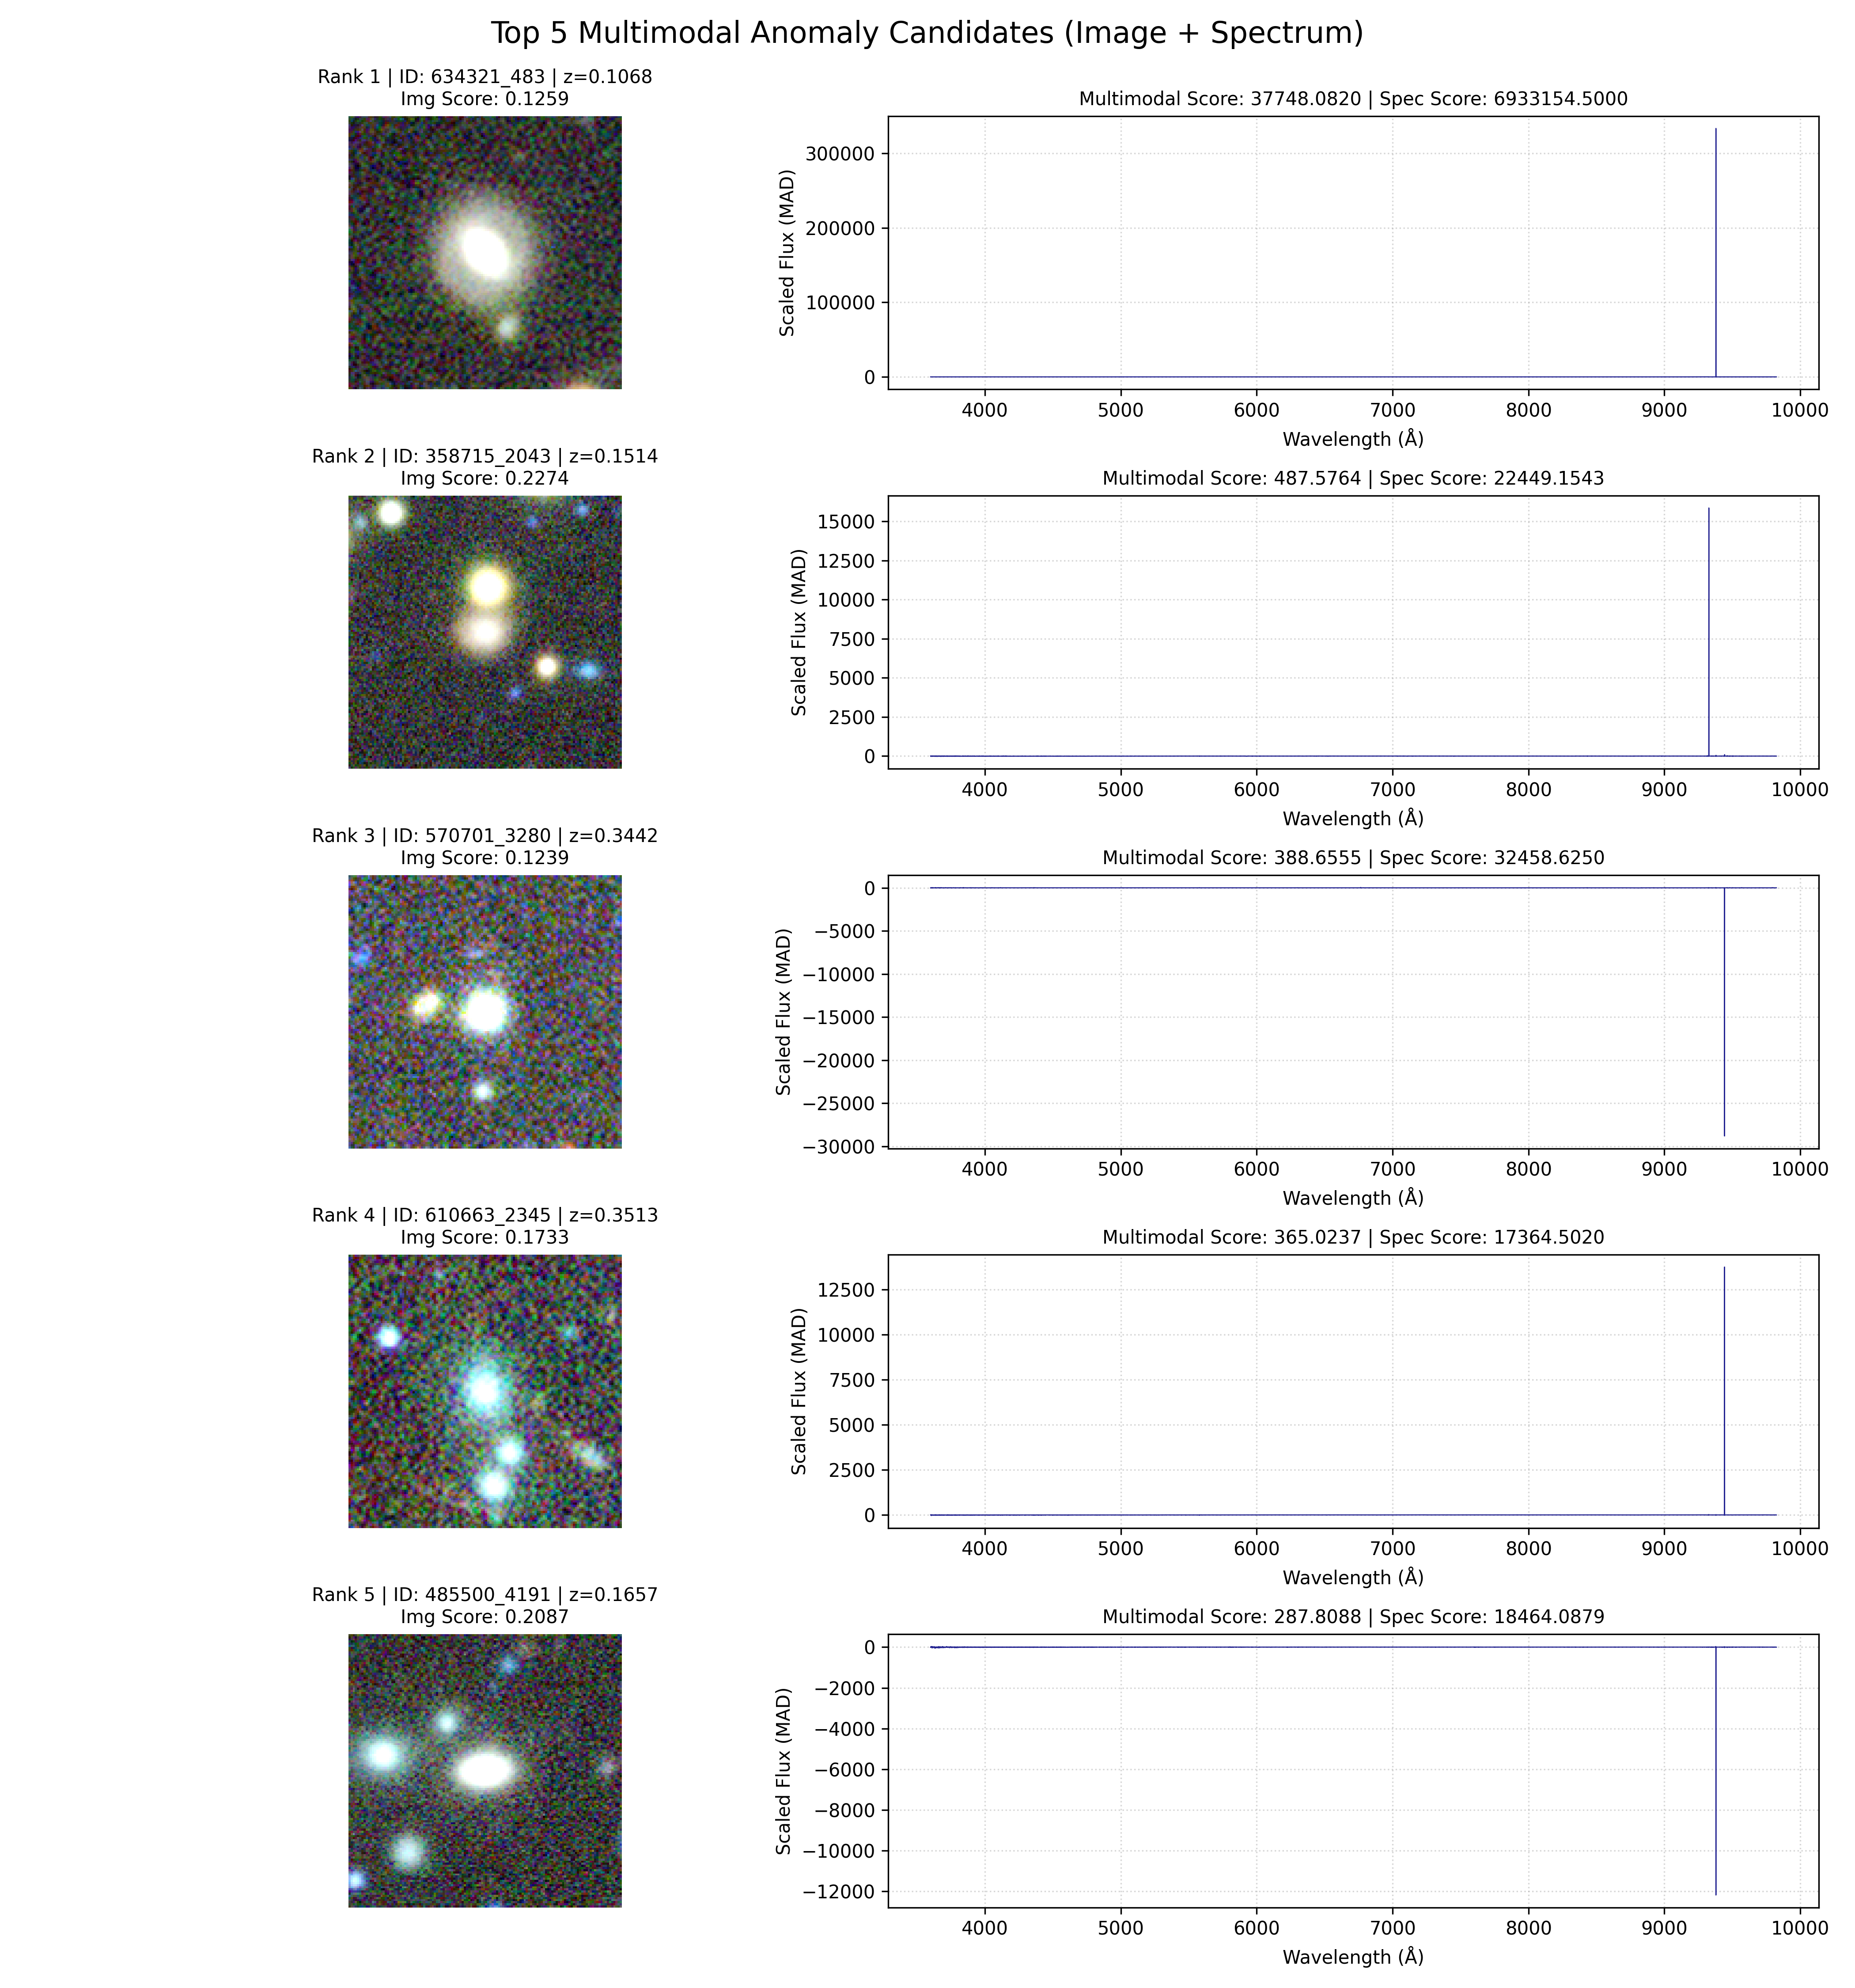 Top 5 Multimodal Anomaly Candidates (Image + Spectrum)
Rank 1 | ID: 634321_483 | z=0.1068
Img Score: 0.1259
Multimodal Score: 37748.0820 | Spec Score: 6933154.5000
Scaled Flux (MAD)
300000
200000
100000
0
4000 5000 6000 7000 8000 9000 10000
Wavelength (Å)
Rank 2 | ID: 358715_2043 | z=0.1514
Img Score: 0.2274
Multimodal Score: 487.5764 | Spec Score: 22449.1543
Scaled Flux (MAD)
15000
12500
10000
7500
5000
2500
0
4000 5000 6000 7000 8000 9000 10000
Wavelength (Å)
Rank 3 | ID: 570701_3280 | z=0.3442
Img Score: 0.1239
Multimodal Score: 388.6555 | Spec Score: 32458.6250
Scaled Flux (MAD)
0
−5000
−10000
−15000
−20000
−25000
−30000
4000 5000 6000 7000 8000 9000 10000
Wavelength (Å)
Rank 4 | ID: 610663_2345 | z=0.3513
Img Score: 0.1733
Multimodal Score: 365.0237 | Spec Score: 17364.5020
Scaled Flux (MAD)
12500
10000
7500
5000
2500
0
4000 5000 6000 7000 8000 9000 10000
Wavelength (Å)
Rank 5 | ID: 485500_4191 | z=0.1657
Img Score: 0.2087
Multimodal Score: 287.8088 | Spec Score: 18464.0879
Scaled Flux (MAD)
0
−2000
−4000
−6000
−8000
−10000
−12000
4000 5000 6000 7000 8000 9000 10000
Wavelength (Å)